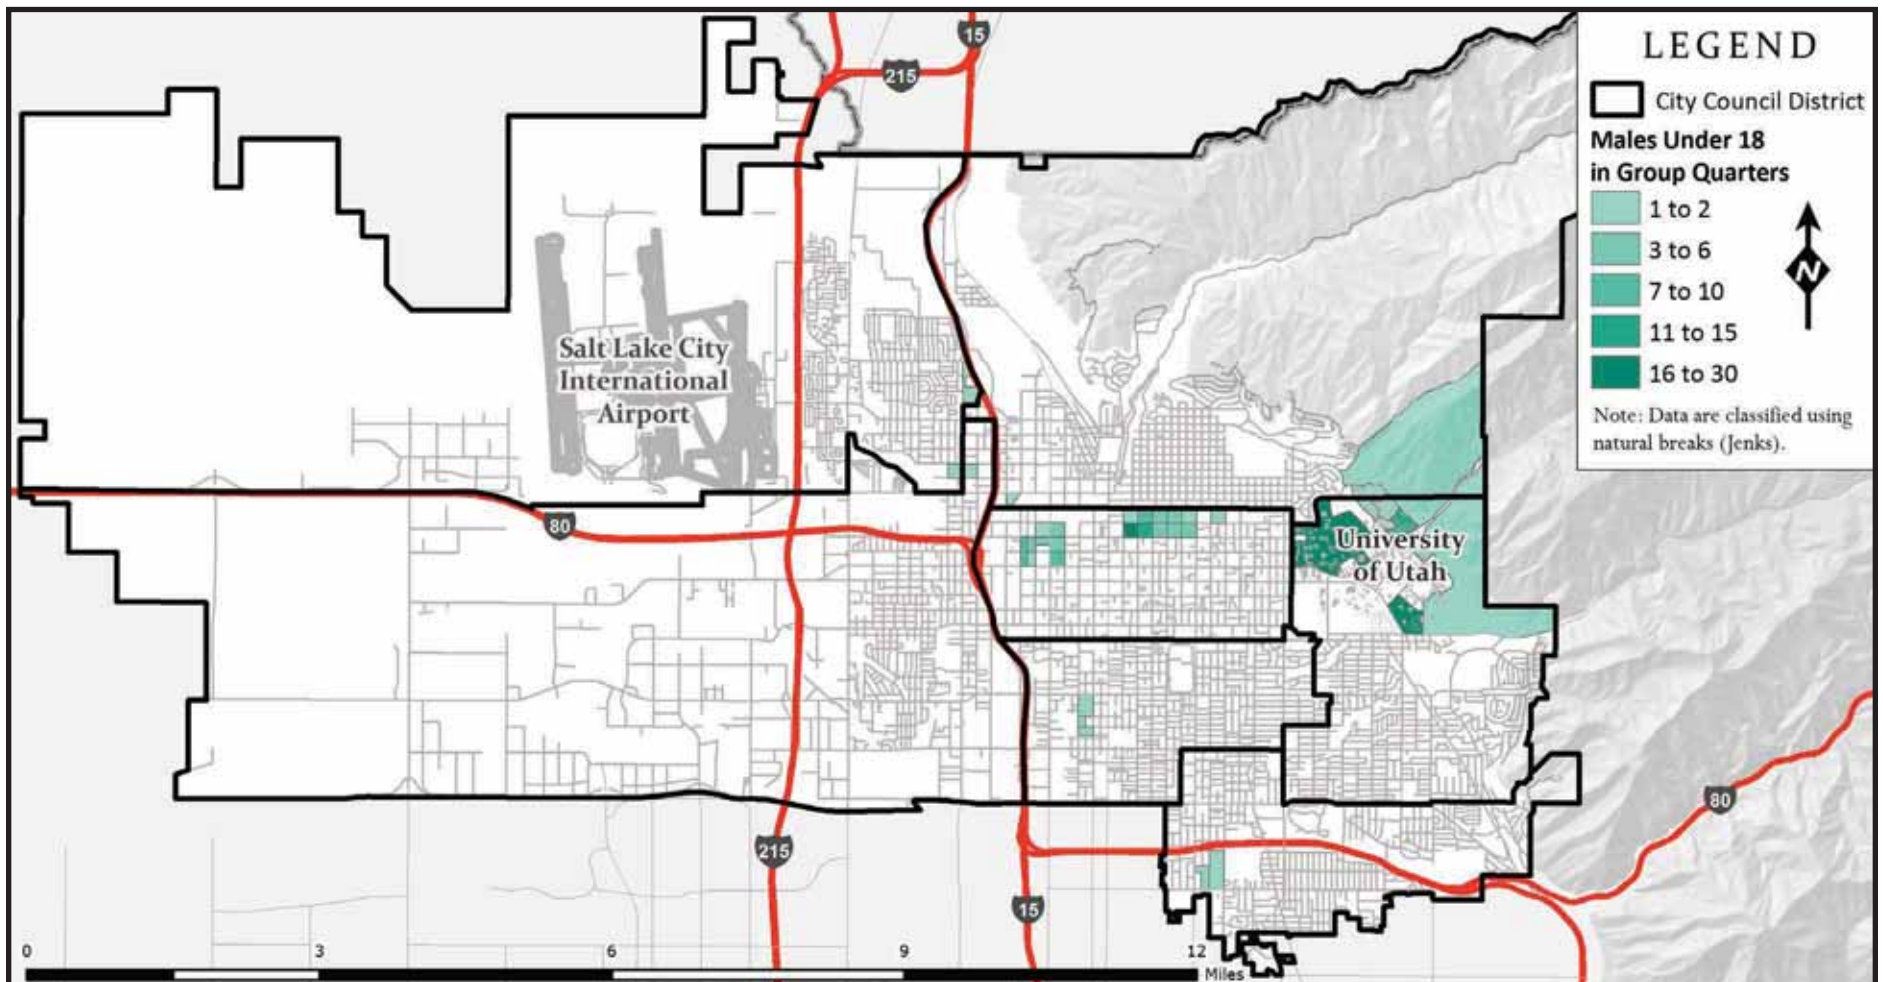 15
215
LEGEND
City Council District
Males Under 18
in Group Quarters
1 to 2
3 to 6
7 to 10
11 to 15
16 to 30
N
Note: Data are classified using
natural breaks (Jenks).
Salt Lake City
International
Airport
80
University
of Utah
80
215
15
0 3 6 9 12
Miles